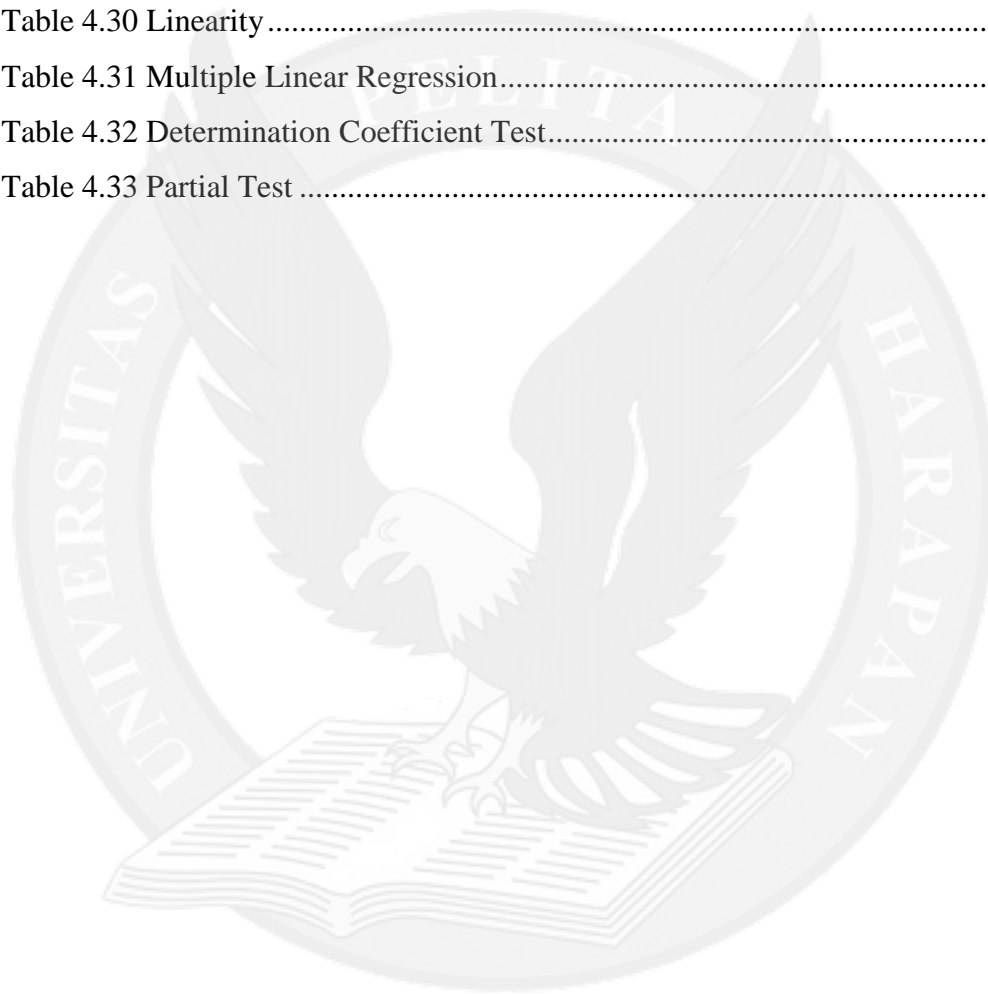 Table 4.30 Linearity................................................................................
Table 4.31 Multiple Linear Regression......................................................
Table 4.32 Determination Coefficient Test.................................................
Table 4.33 Partial Test ............................................................................
UNIVERSITAS PELITA HARAPAN